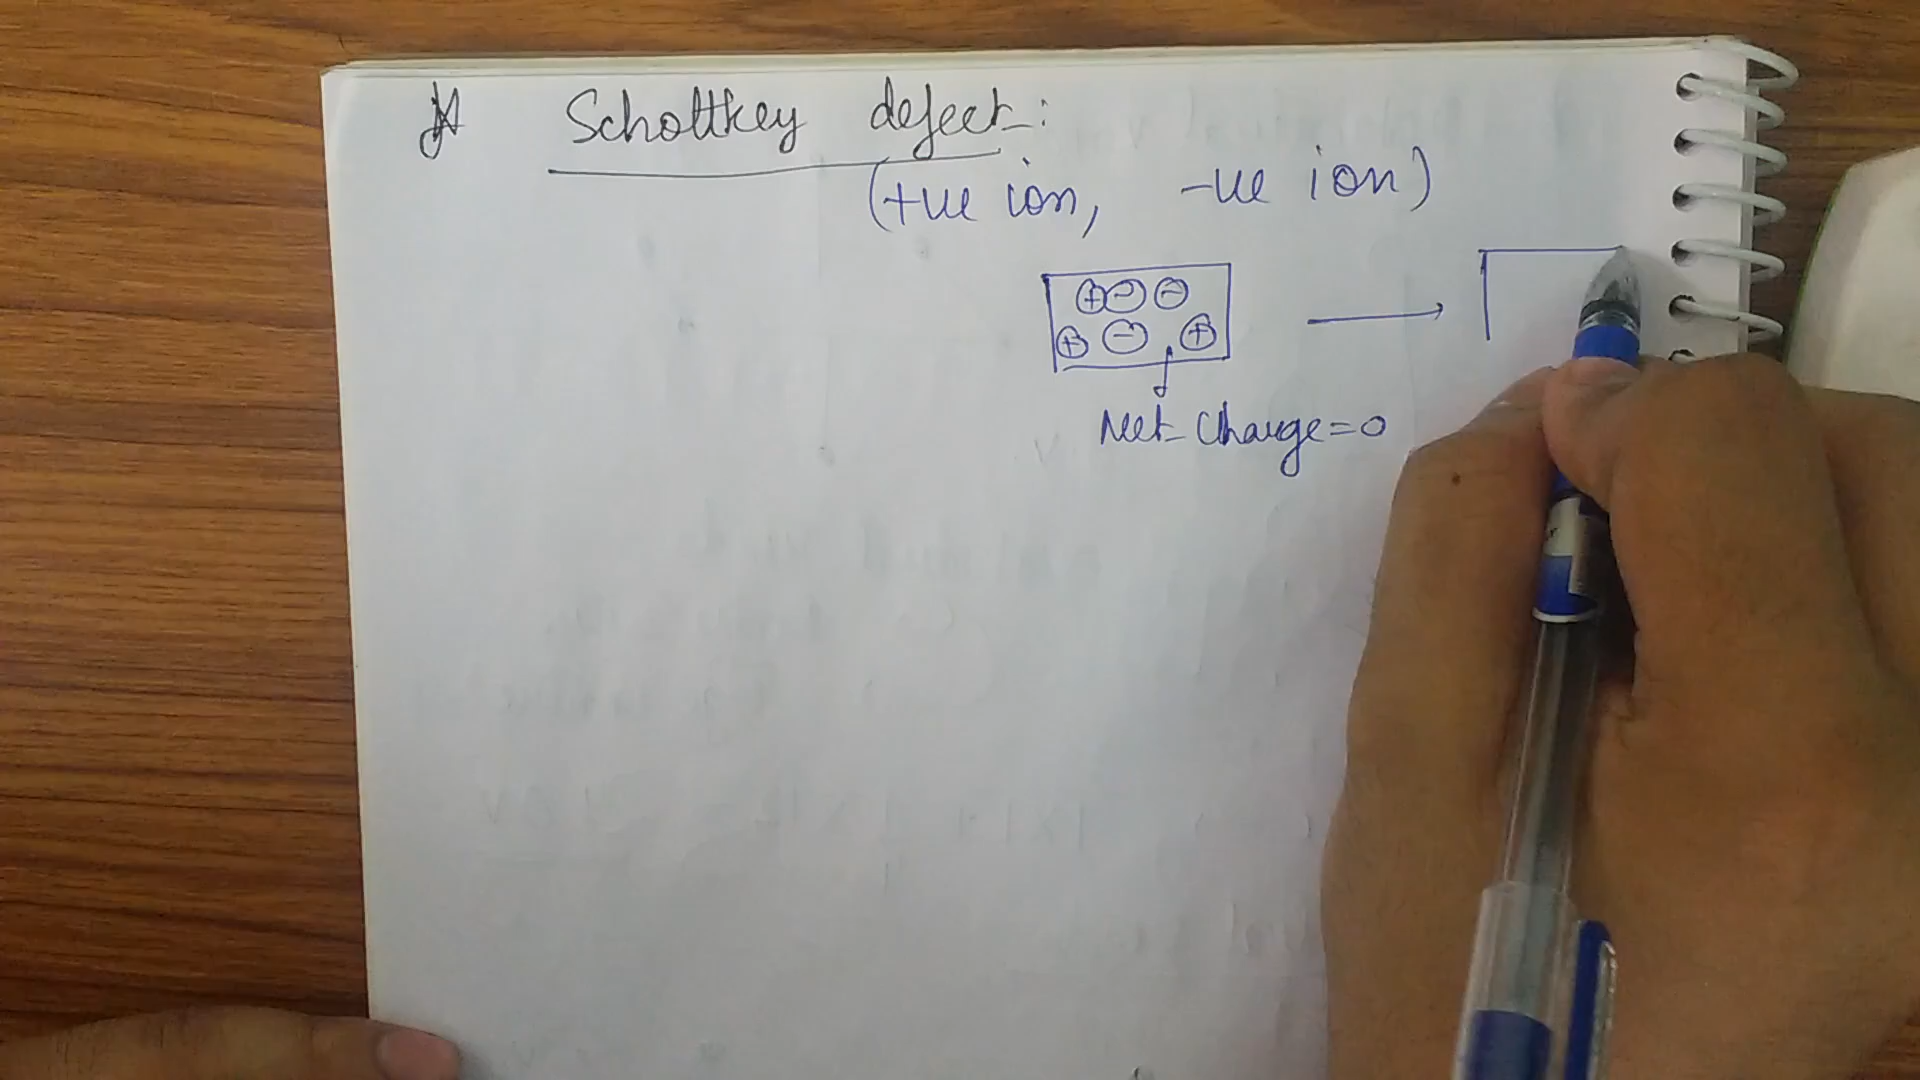 Schottkey defect:
(+ve ion, -ve ion)
+ - -
+ - +
Net charge = 0